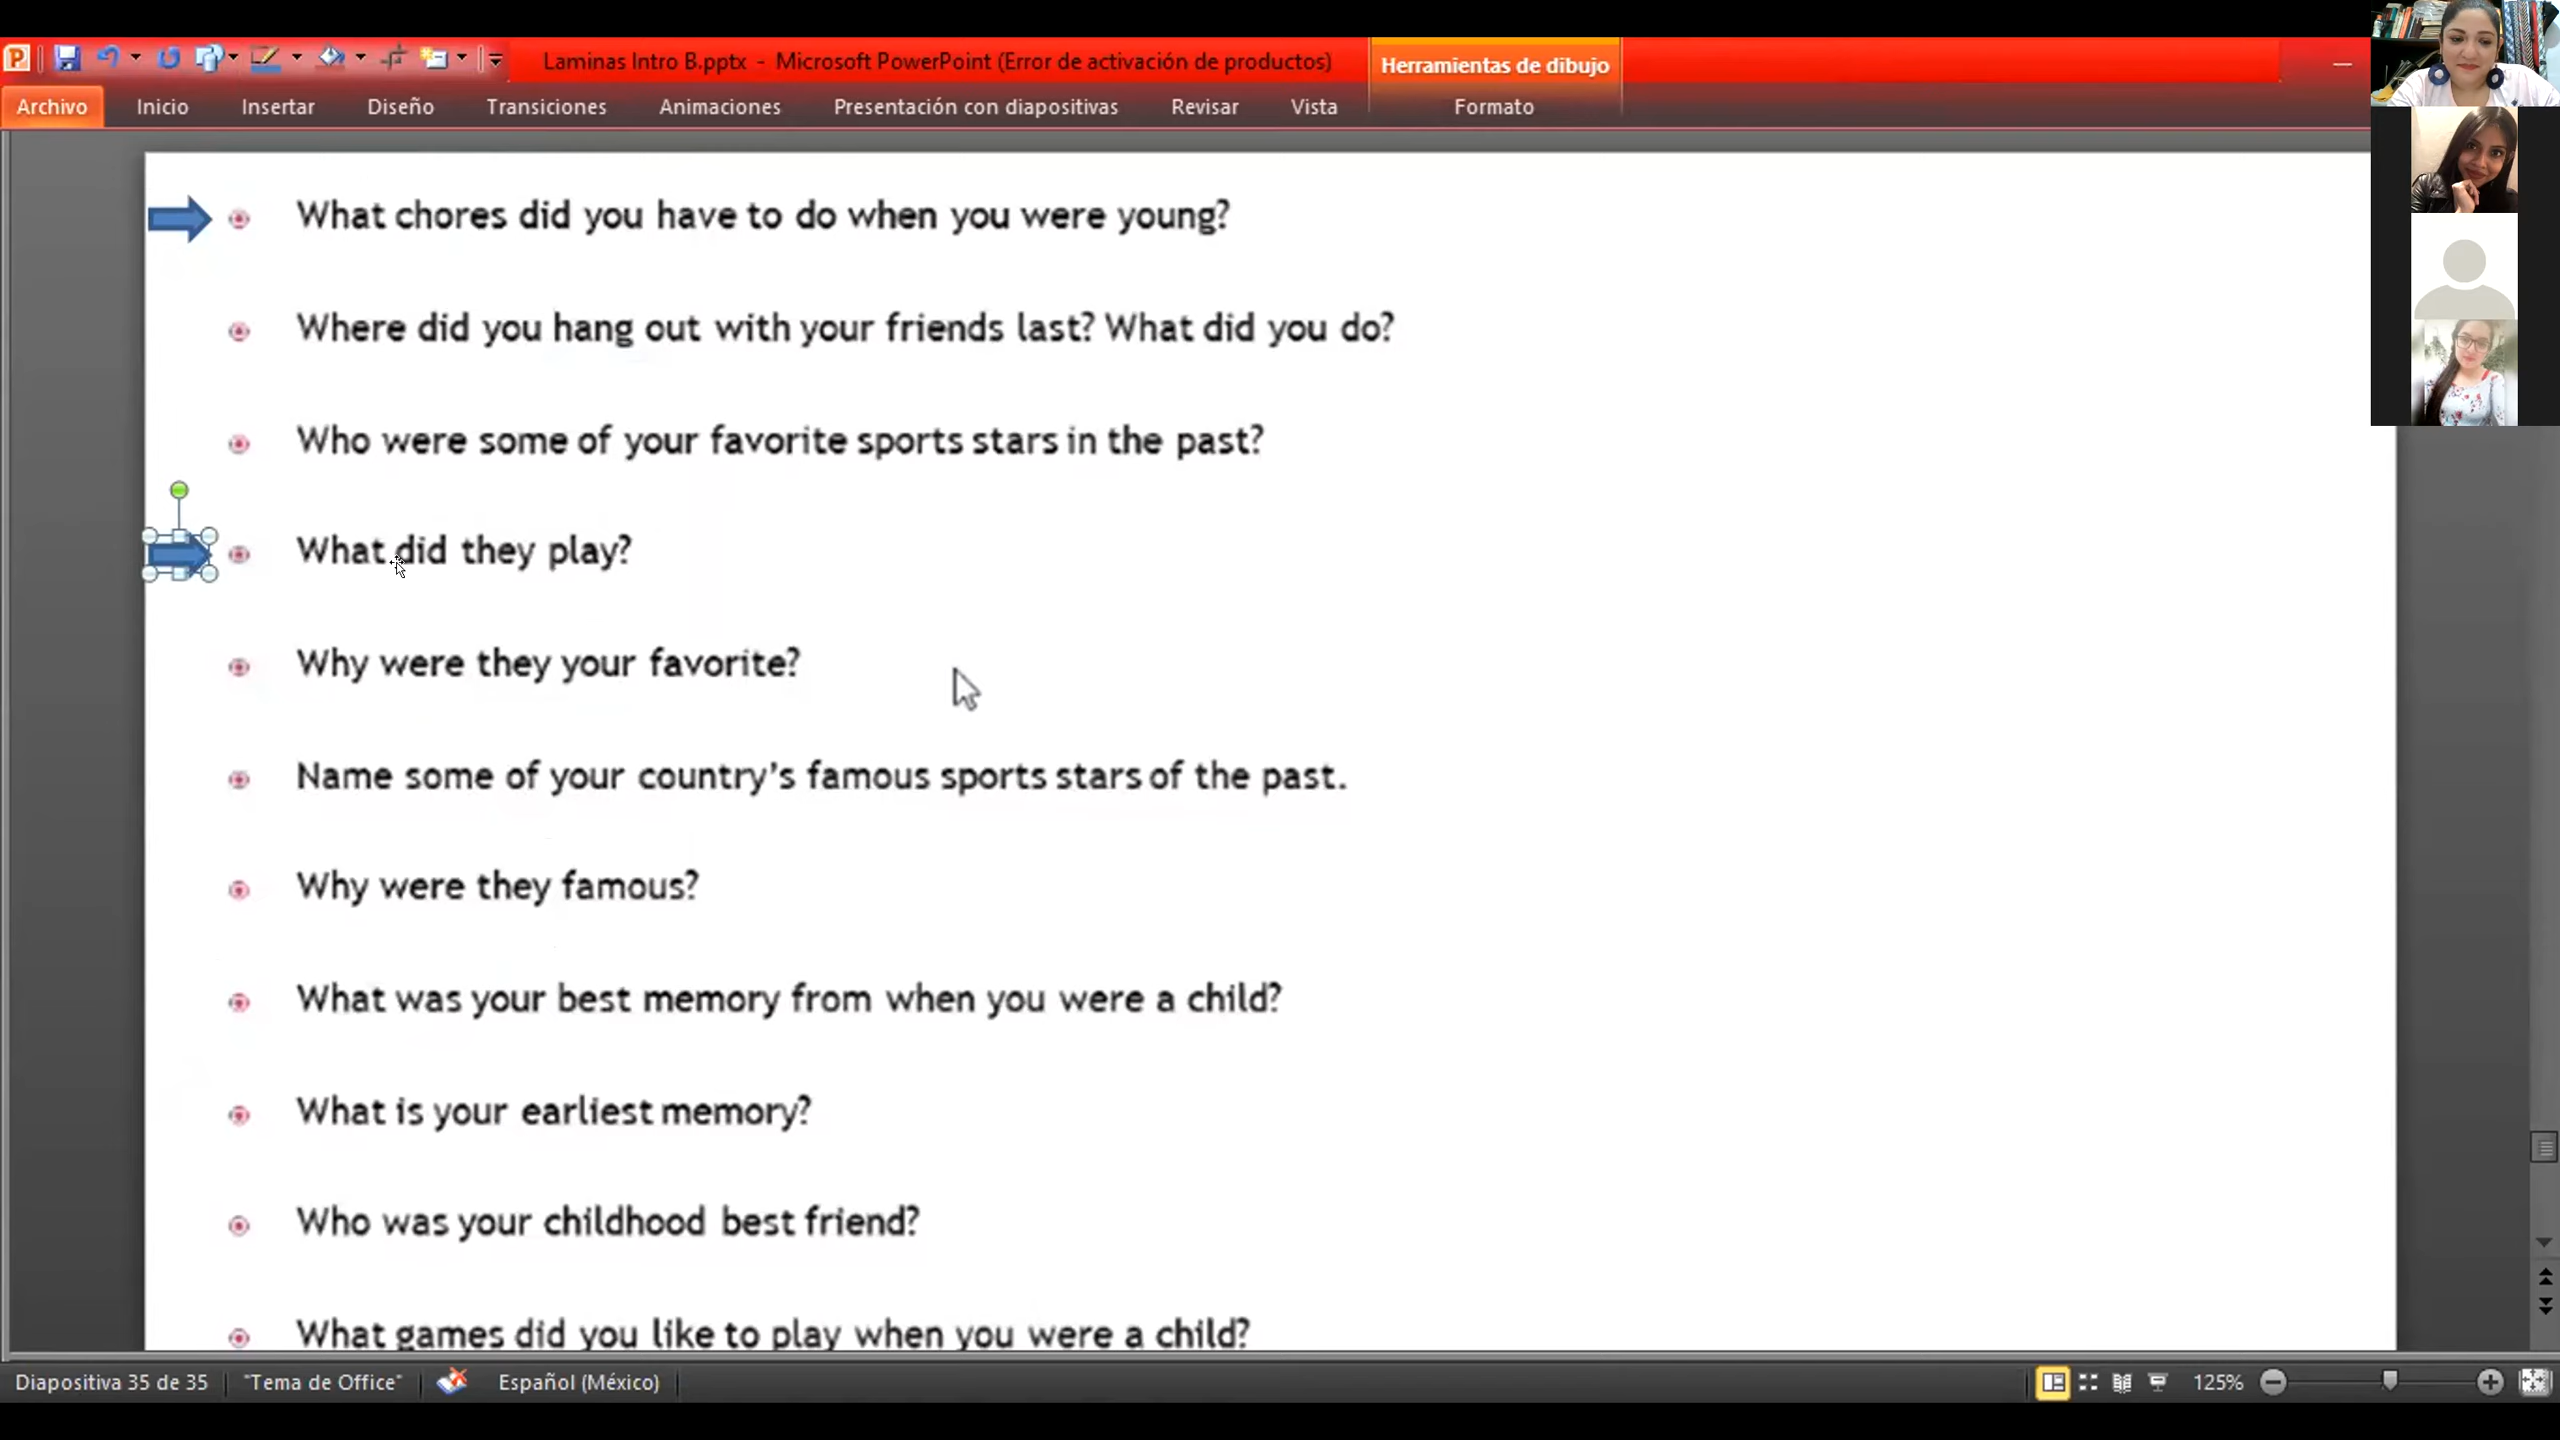 Laminas Intro B.pptx - Microsoft PowerPoint (Error de activación de productos)
Herramientas de dibujo
Archivo Inicio Insertar Diseño Transiciones Animaciones Presentación con diapositivas Revisar Vista Formato
What chores did you have to do when you were young?
Where did you hang out with your friends last? What did you do?
Who were some of your favorite sports stars in the past?
What did they play?
Why were they your favorite?
Name some of your country's famous sports stars of the past.
Why were they famous?
What was your best memory from when you were a child?
What is your earliest memory?
Who was your childhood best friend?
What games did you like to play when you were a child?
Diapositiva 35 de 35 "Tema de Office" Español (México) 125%